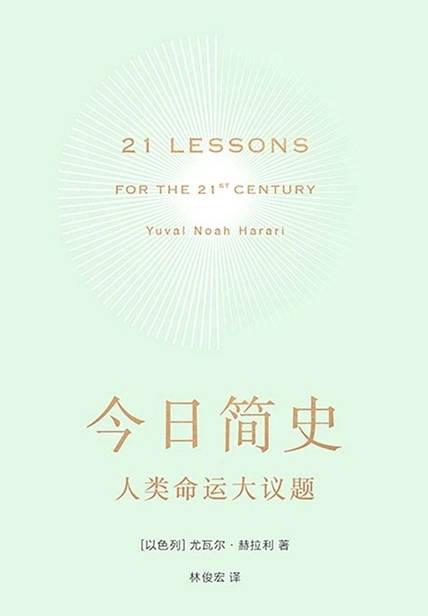 21 LESSONS
FOR THE 21ST CENTURY
Yuval Noah Harari
今日简史
人类命运大议题
[以色列] 尤瓦尔·赫拉利 著
林俊宏 译